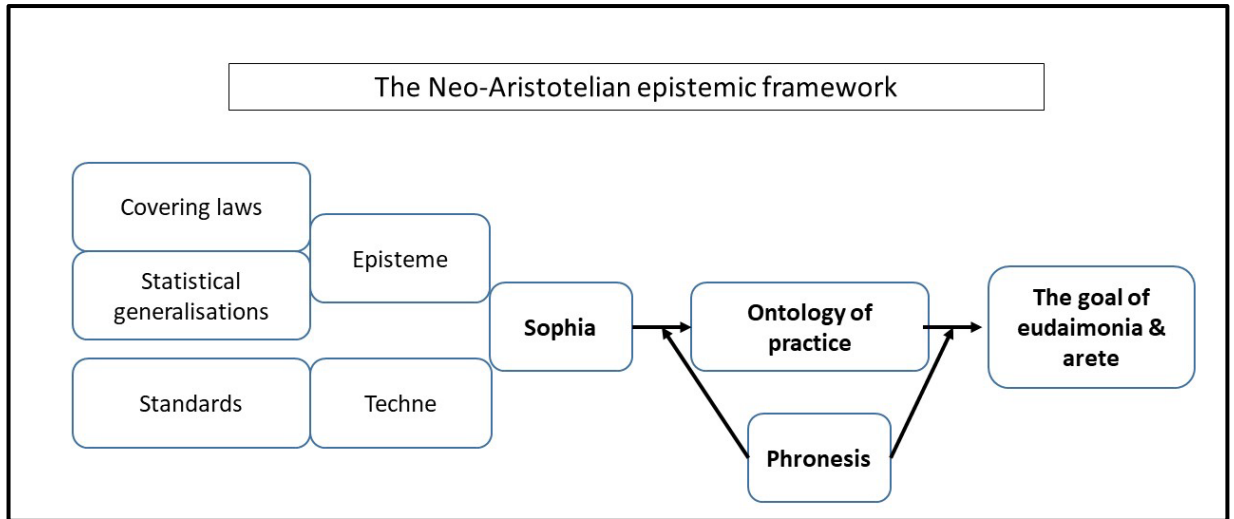 The Neo-Aristotelian epistemic framework
Covering laws
Statistical
generalisations
Standards
Episteme
Techne
Sophia
Ontology of
practice
Phronesis
The goal of
eudaimonia &
arete